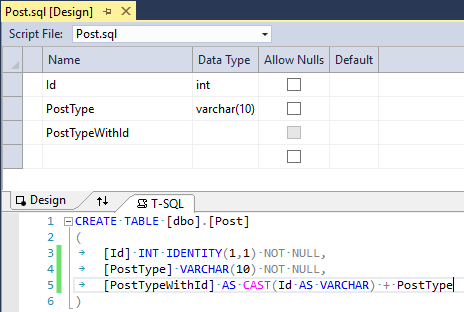 Post.sql [Design]
Script File: Post.sql
Name Data Type Allow Nulls Default
Id int
PostType varchar(10)
PostTypeWithId
Design T-SQL
1 CREATE TABLE [dbo].[Post]
2 (
3 [Id] INT IDENTITY(1,1) NOT NULL,
4 [PostType] VARCHAR(10) NOT NULL,
5 [PostTypeWithId] AS CAST(Id AS VARCHAR) + PostType
6 )